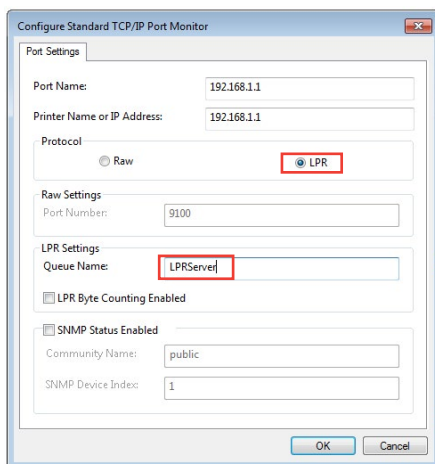 Configure Standard TCP/IP Port Monitor
Port Settings
Port Name: 192.168.1.1
Printer Name or IP Address: 192.168.1.1
Protocol
Raw LPR
Raw Settings
Port Number: 9100
LPR Settings
Queue Name: LPRServer
LPR Byte Counting Enabled
SNMP Status Enabled
Community Name: public
SNMP Device Index: 1
OK Cancel